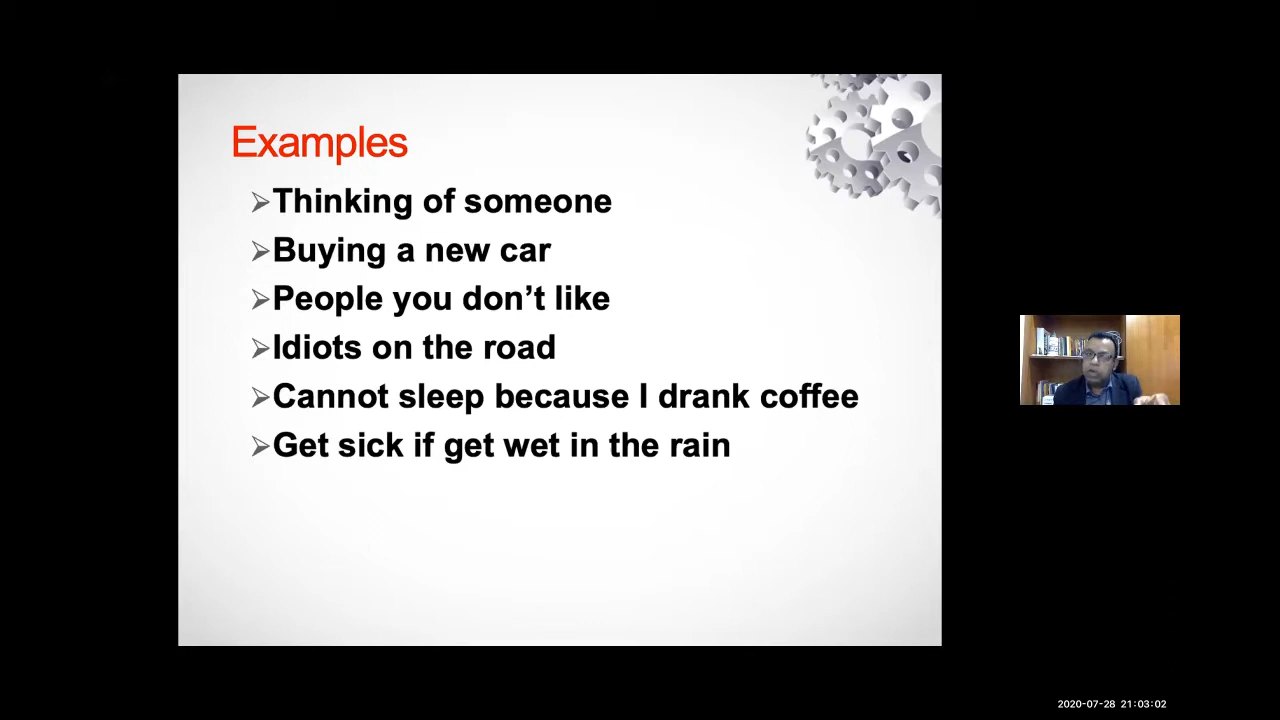 Examples
➢Thinking of someone
➢Buying a new car
➢People you don’t like
➢Idiots on the road
➢Cannot sleep because I drank coffee
➢Get sick if get wet in the rain
2020-07-28 21:03:02